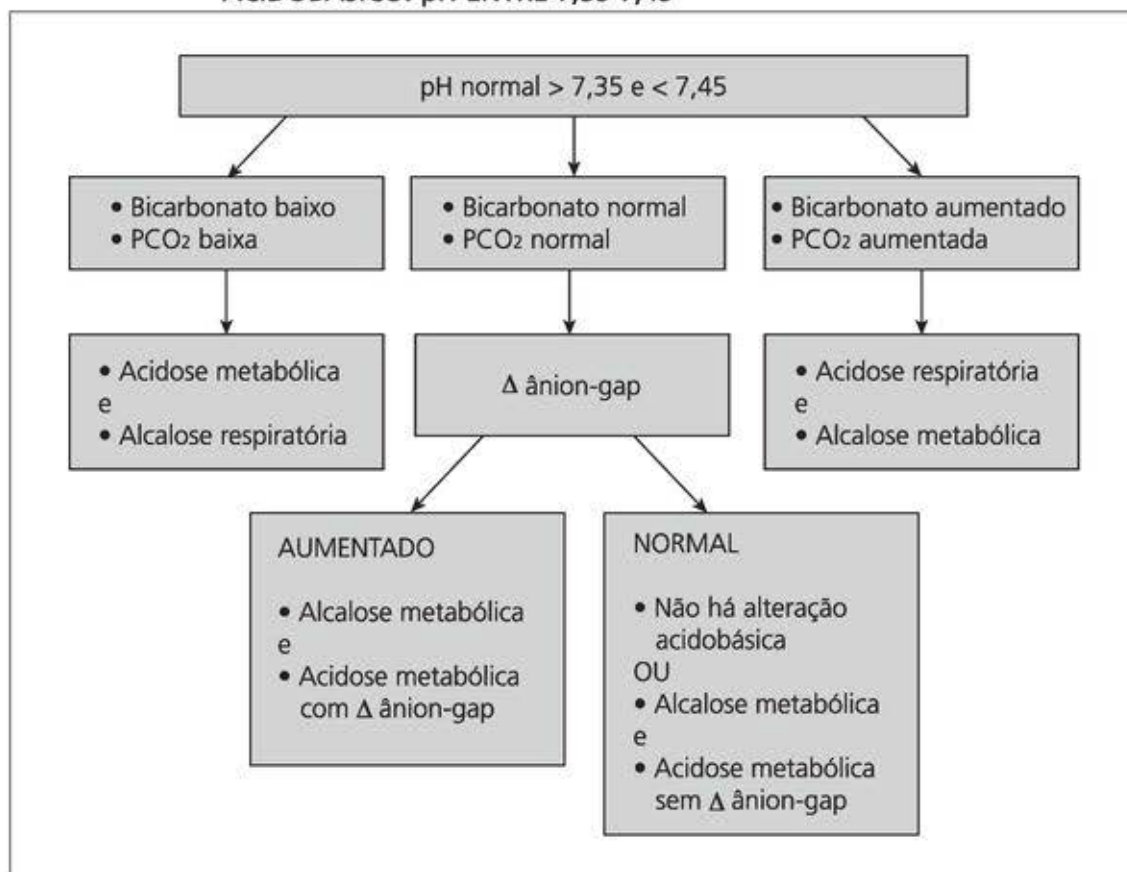 pH normal > 7,35 e < 7,45
• Bicarbonato baixo
• PCO2 baixa
• Bicarbonato normal
• PCO2 normal
• Bicarbonato aumentado
• PCO2 aumentada
• Acidose metabólica
e
• Alcalose respiratória
Δ ânion-gap
• Acidose respiratória
e
• Alcalose metabólica
AUMENTADO
• Alcalose metabólica
e
• Acidose metabólica
com Δ ânion-gap
NORMAL
• Não há alteração
acidobásica
OU
• Alcalose metabólica
e
• Acidose metabólica
sem Δ ânion-gap